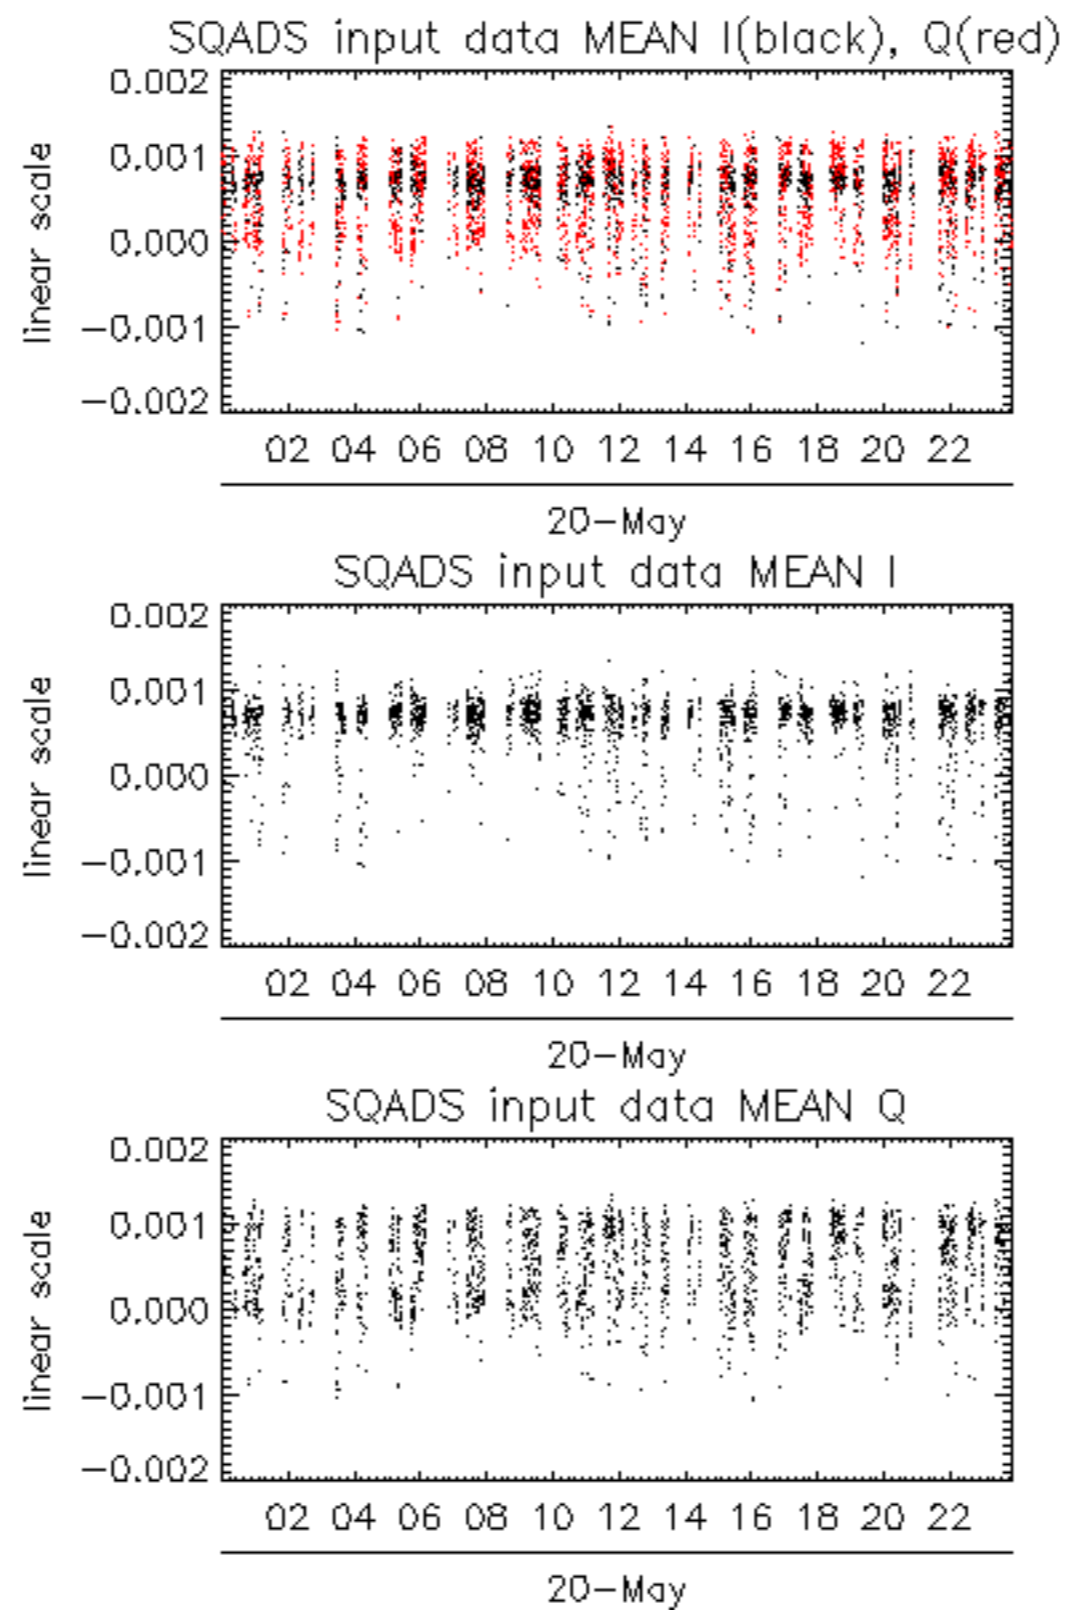 SQADS input data MEAN I(black), Q(red)
0.002
0.001
0.000
−0.001
−0.002
linear scale
02 04 06 08 10 12 14 16 18 20 22
20−May
SQADS input data MEAN I
0.002
0.001
0.000
−0.001
−0.002
linear scale
02 04 06 08 10 12 14 16 18 20 22
20−May
SQADS input data MEAN Q
0.002
0.001
0.000
−0.001
−0.002
linear scale
02 04 06 08 10 12 14 16 18 20 22
20−May